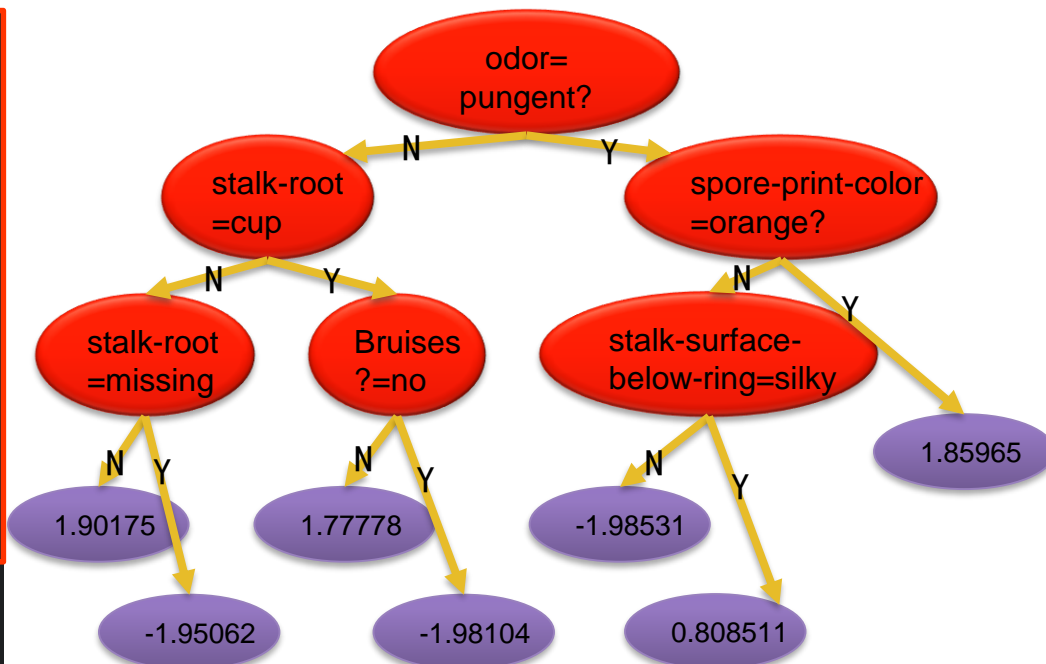 odor=
pungent?
N
Y
stalk-root
=cup
spore-print-color
=orange?
N
Y
N
Y
stalk-root
=missing
Bruises
?=no
stalk-surface-
below-ring=silky
N
Y
N
Y
N
Y
1.85965
1.90175
1.77778
-1.98531
-1.95062
-1.98104
0.808511